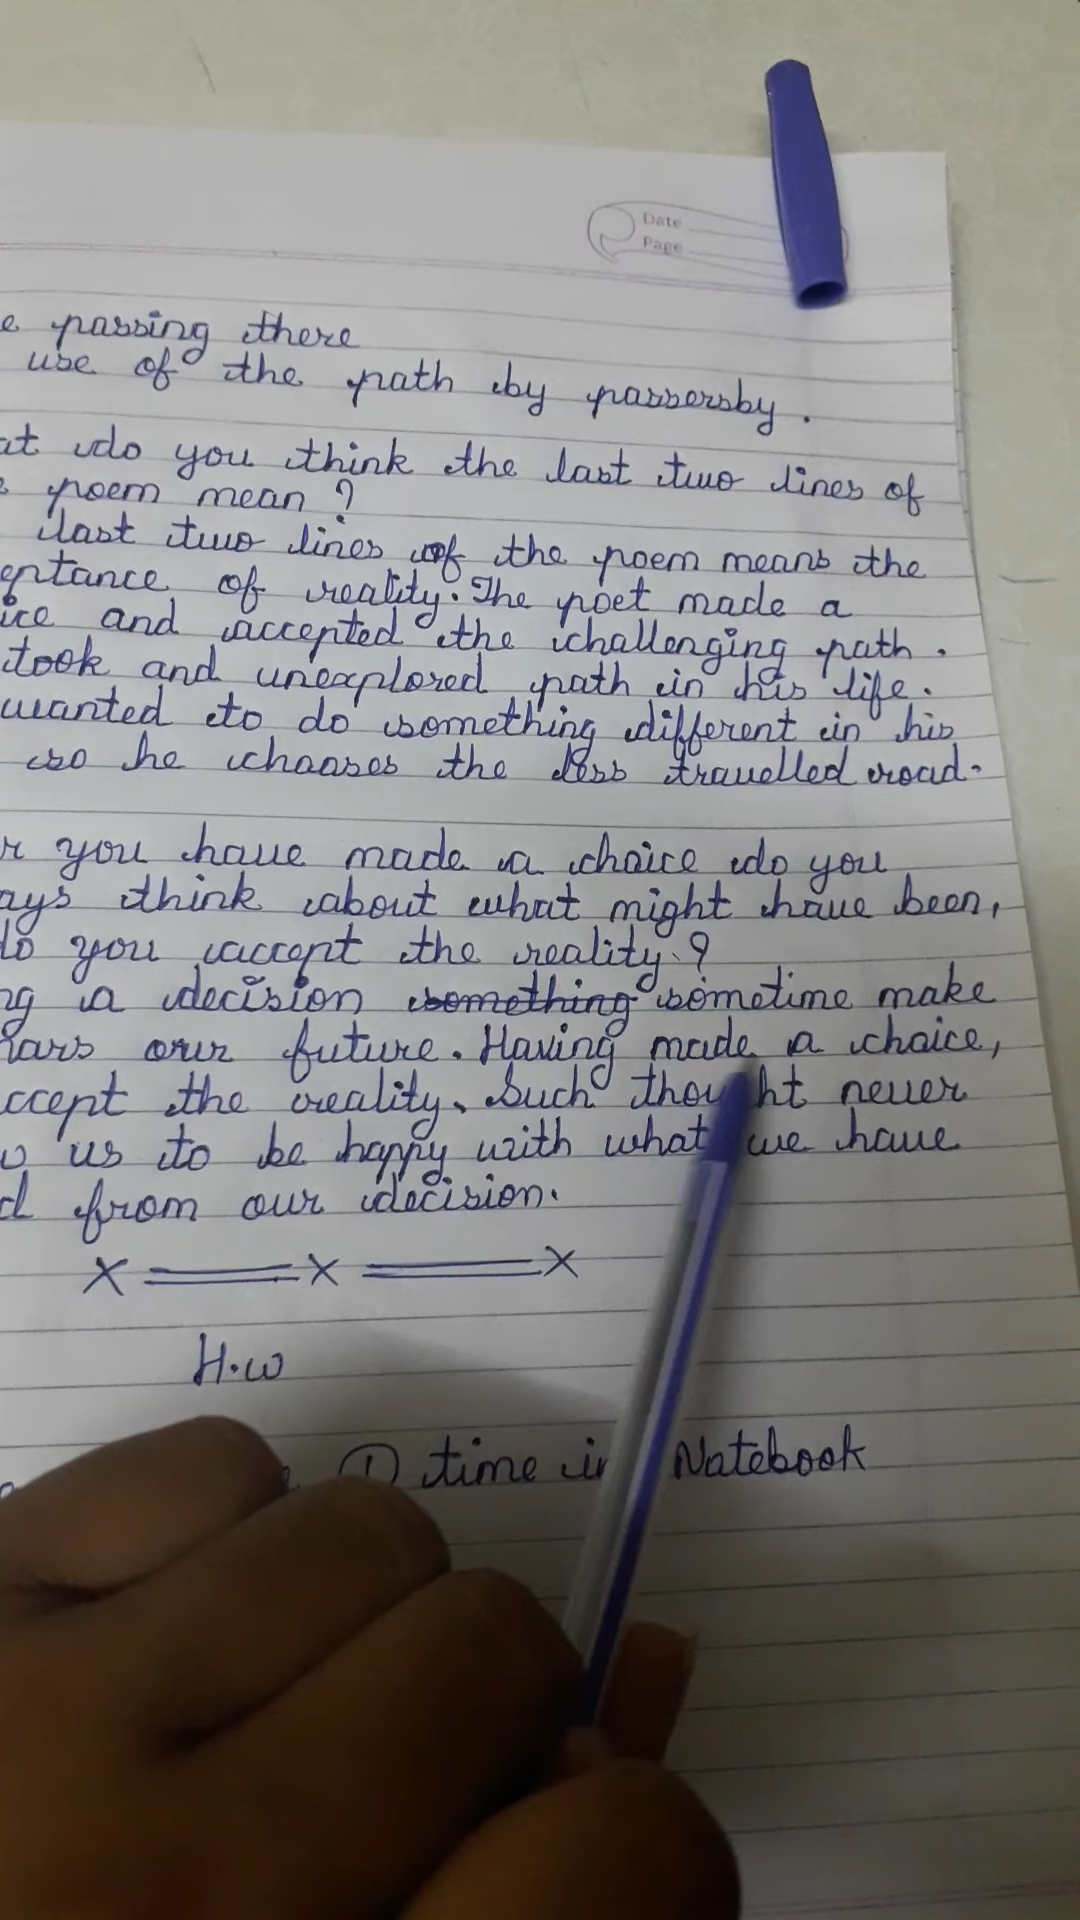 Date
Page
e passing there
use of the path by passersby.
at do you think the last two lines of
poem mean?
last two lines of the poem means the
eptance of reality. The poet made a
ice and accepted the challenging path.
took and unexplored path in his life.
wanted to do something different in his
so he chaoses the less travelled road.
r you have made a choice do you
ays think about what might have been,
do you accept the reality?
ng a decision something sometime make
mars our future. Having made a choice,
ccept the reality. Such thought never
w us to be happy with what we have
d from our decision.
X ══ X ══ X
H.w
① time in Notebook